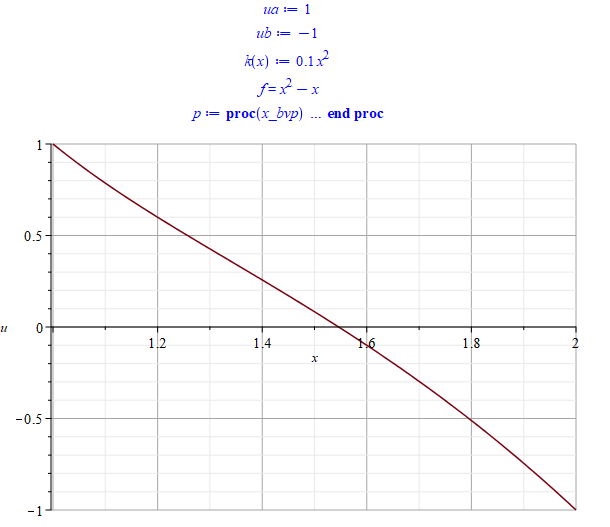 ua := 1
ub := −1
k(x) := 0.1 x²
f = x² − x
p := proc(x_bvp) ... end proc
1
0.5
u
0
1.2
1.4
1.6
1.8
2
x
−0.5
−1